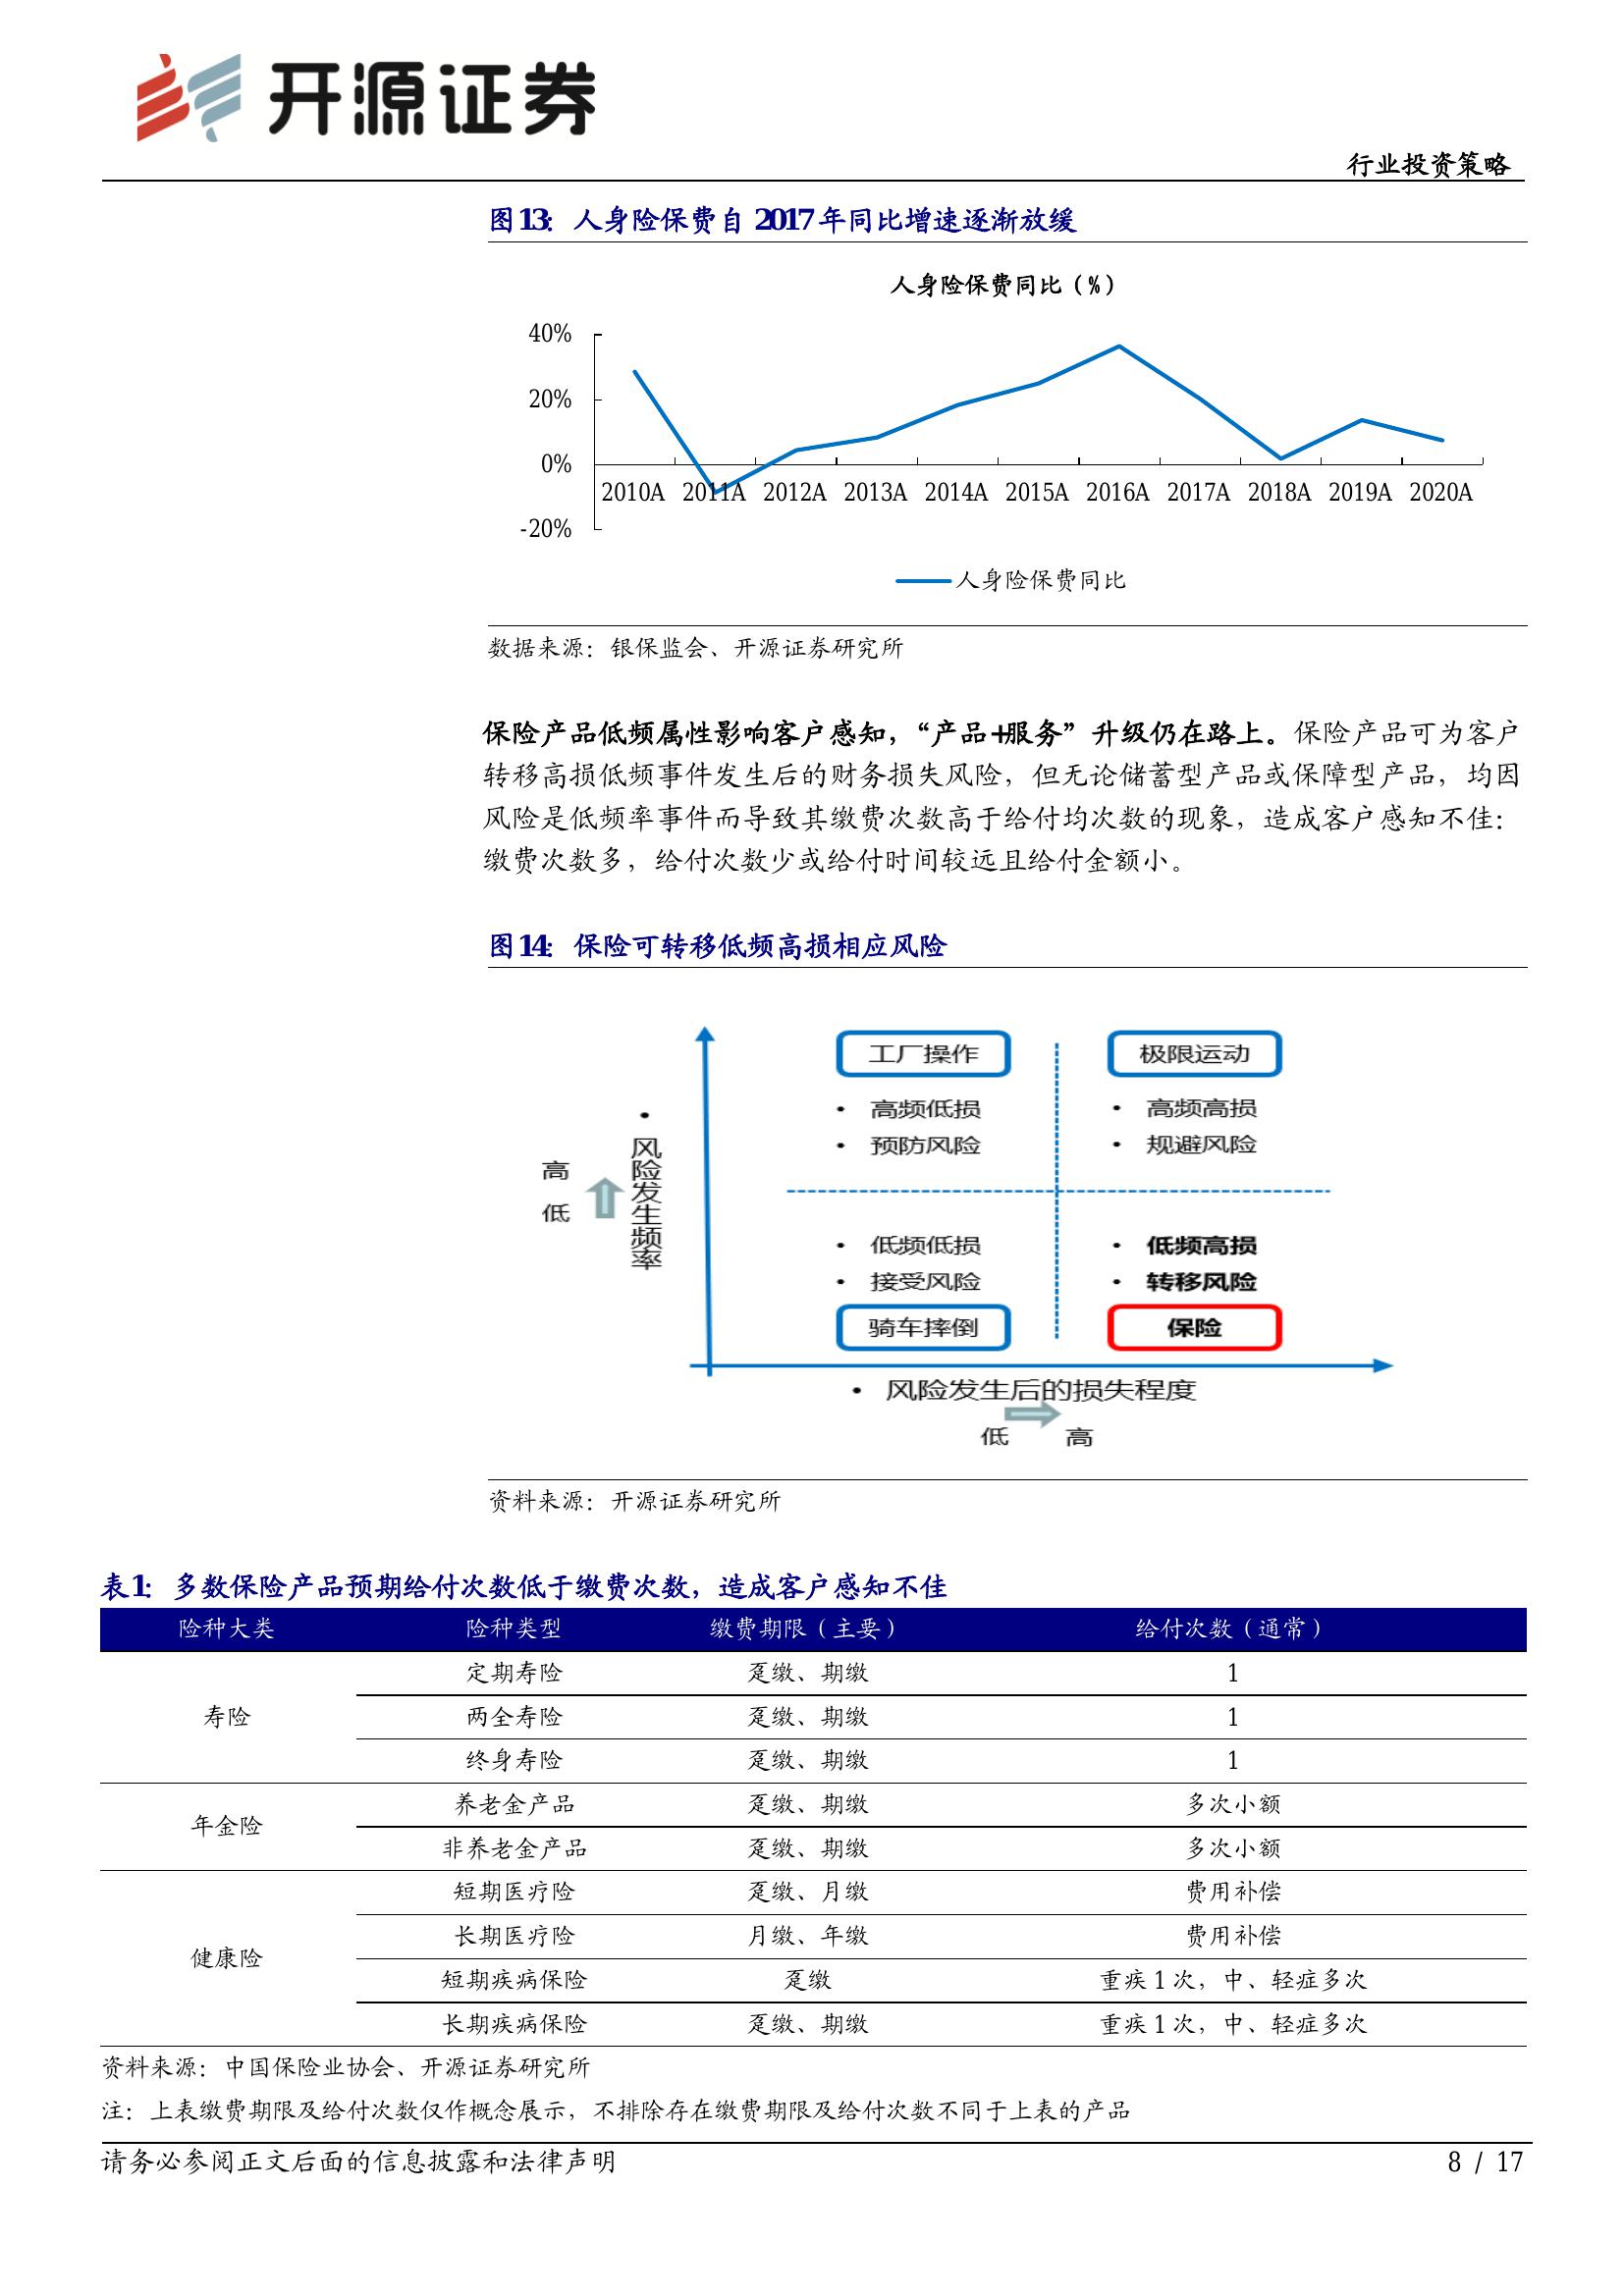 开源证券
行业投资策略
图13：人身险保费自 2017 年同比增速逐渐放缓
人身险保费同比（%）
40%
20%
0%
-20%
2010A 2011A 2012A 2013A 2014A 2015A 2016A 2017A 2018A 2019A 2020A
人身险保费同比
数据来源：银保监会、开源证券研究所
保险产品低频属性影响客户感知，“产品+服务”升级仍在路上。保险产品可为客户
转移高损低频事件发生后的财务损失风险，但无论储蓄型产品或保障型产品，均因
风险是低频率事件而导致其缴费次数高于给付均次数的现象，造成客户感知不佳：
缴费次数多，给付次数少或给付时间较远且给付金额小。
图14：保险可转移低频高损相应风险
工厂操作 极限运动
• 高频低损 • 高频高损
• 预防风险 • 规避风险
• 风险发生频率
高
低
• 低频低损 • 低频高损
• 接受风险 • 转移风险
骑车摔倒 保险
• 风险发生后的损失程度
低 高
资料来源：开源证券研究所
表1：多数保险产品预期给付次数低于缴费次数，造成客户感知不佳
险种大类 险种类型 缴费期限（主要） 给付次数（通常）
寿险 定期寿险 趸缴、期缴 1
两全寿险 趸缴、期缴 1
终身寿险 趸缴、期缴 1
年金险 养老金产品 趸缴、期缴 多次小额
非养老金产品 趸缴、期缴 多次小额
健康险 短期医疗险 趸缴、月缴 费用补偿
长期医疗险 月缴、年缴 费用补偿
短期疾病保险 趸缴 重疾 1 次，中、轻症多次
长期疾病保险 趸缴、期缴 重疾 1 次，中、轻症多次
资料来源：中国保险业协会、开源证券研究所
注：上表缴费期限及给付次数仅作概念展示，不排除存在缴费期限及给付次数不同于上表的产品
请务必参阅正文后面的信息披露和法律声明 8 / 17